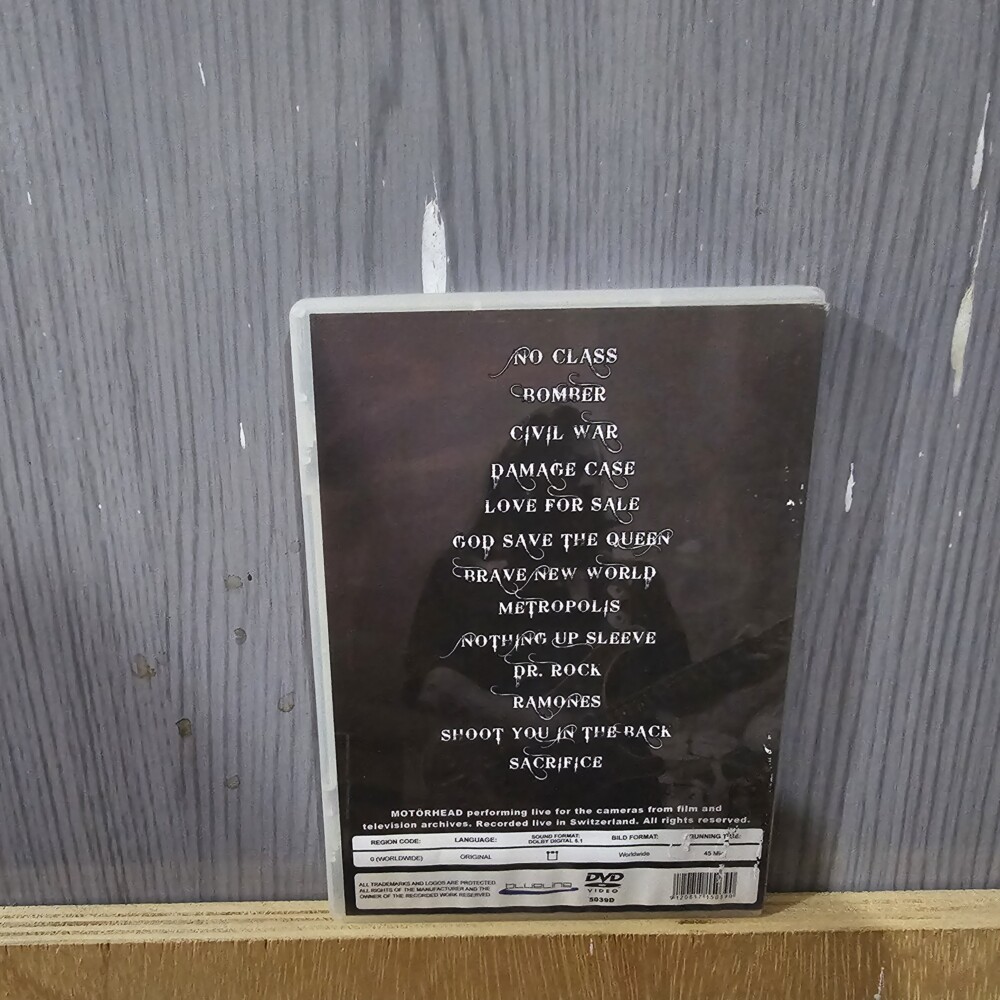 NO CLASS
BOMBER
CIVIL WAR
DAMAGE CASE
LOVE FOR SALE
GOD SAVE THE QUEEN
BRAVE NEW WORLD
METROPOLIS
NOTHING UP SLEEVE
DR. ROCK
RAMONES
SHOOT YOU IN THE BACK
SACRIFICE
MOTÖRHEAD performing live for the cameras from film and
television archives. Recorded live in Switzerland. All rights reserved.
REGION CODE: LANGUAGE: SOUND FORMAT: BILD FORMAT: RUNNING TIME:
DOLBY DIGITAL 5.1
0 (WORLDWIDE) ORIGINAL Worldwide 45
ALL TRADEMARKS AND LOGOS ARE PROTECTED
ALL RIGHTS OF THE MANUFACTURER AND THE
OWNER OF THE RECORDED WORK RESERVED
blueline
DVD
VIDEO
5039D